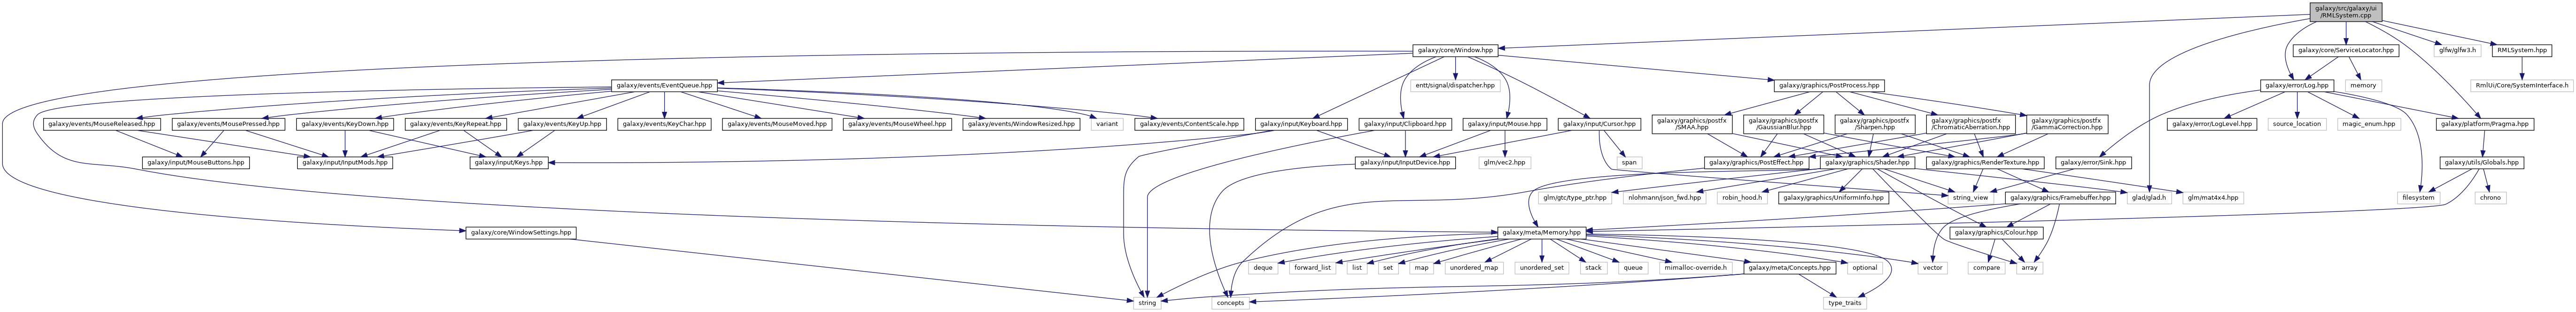 galaxy/src/galaxy/ui
/RMLSystem.cpp
galaxy/core/Window.hpp
galaxy/core/ServiceLocator.hpp
glfw/glfw3.h
RMLSystem.hpp
galaxy/events/EventQueue.hpp
entt/signal/dispatcher.hpp
galaxy/graphics/PostProcess.hpp
galaxy/error/Log.hpp
memory
RmlUi/Core/SystemInterface.h
galaxy/events/MouseReleased.hpp
galaxy/events/MousePressed.hpp
galaxy/events/KeyDown.hpp
galaxy/events/KeyRepeat.hpp
galaxy/events/KeyUp.hpp
galaxy/events/KeyChar.hpp
galaxy/events/MouseMoved.hpp
galaxy/events/MouseWheel.hpp
galaxy/events/WindowResized.hpp
variant
galaxy/events/ContentScale.hpp
galaxy/input/Keyboard.hpp
galaxy/input/Clipboard.hpp
galaxy/input/Mouse.hpp
galaxy/input/Cursor.hpp
galaxy/graphics/postfx
/SMAA.hpp
galaxy/graphics/postfx
/GaussianBlur.hpp
galaxy/graphics/postfx
/Sharpen.hpp
galaxy/graphics/postfx
/ChromaticAberration.hpp
galaxy/graphics/postfx
/GammaCorrection.hpp
galaxy/error/LogLevel.hpp
source_location
magic_enum.hpp
galaxy/platform/Pragma.hpp
galaxy/input/MouseButtons.hpp
galaxy/input/InputMods.hpp
galaxy/input/Keys.hpp
galaxy/input/InputDevice.hpp
glm/vec2.hpp
span
galaxy/graphics/PostEffect.hpp
galaxy/graphics/Shader.hpp
galaxy/graphics/RenderTexture.hpp
galaxy/error/Sink.hpp
galaxy/utils/Globals.hpp
glm/gtc/type_ptr.hpp
nlohmann/json_fwd.hpp
robin_hood.h
galaxy/graphics/UniformInfo.hpp
string_view
galaxy/graphics/Framebuffer.hpp
glad/glad.h
glm/mat4x4.hpp
filesystem
chrono
galaxy/core/WindowSettings.hpp
galaxy/meta/Memory.hpp
galaxy/graphics/Colour.hpp
deque
forward_list
list
set
map
unordered_map
unordered_set
stack
queue
mimalloc-override.h
galaxy/meta/Concepts.hpp
optional
vector
compare
array
string
concepts
type_traits